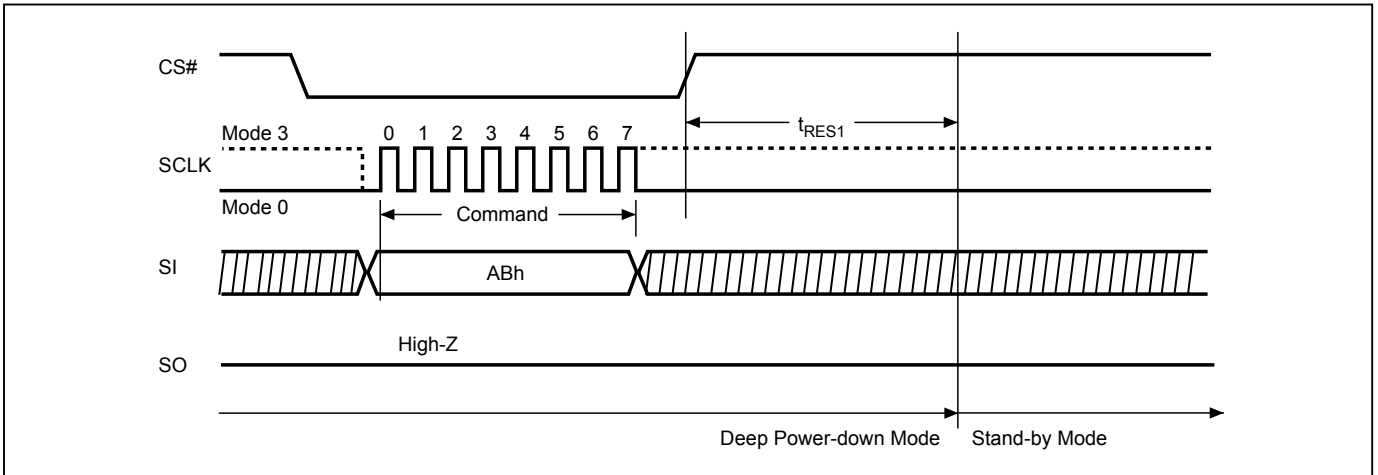 CS#
tRES1
Mode 3 0 1 2 3 4 5 6 7
SCLK
Mode 0
Command
SI
ABh
High-Z
SO
Deep Power-down Mode Stand-by Mode